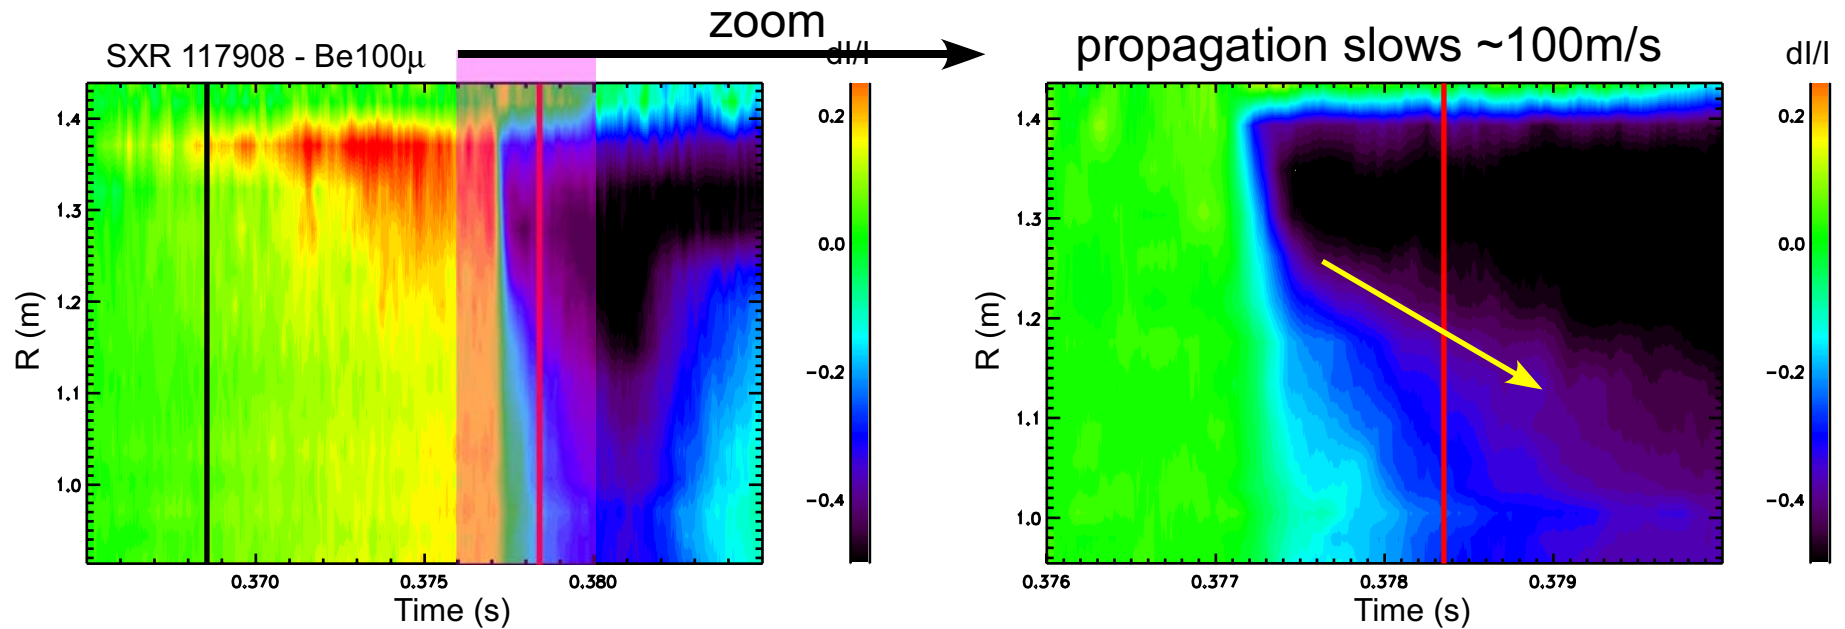 zoom
SXR 117908 - Be100μ
dI/I
propagation slows ~100m/s
dI/I
1.4
1.3
1.2
1.1
1.0
R (m)
0.370
0.375
0.380
Time (s)
0.2
0.0
-0.2
-0.4
1.4
1.3
1.2
1.1
1.0
R (m)
0.376
0.377
0.378
0.379
Time (s)
0.2
0.0
-0.2
-0.4